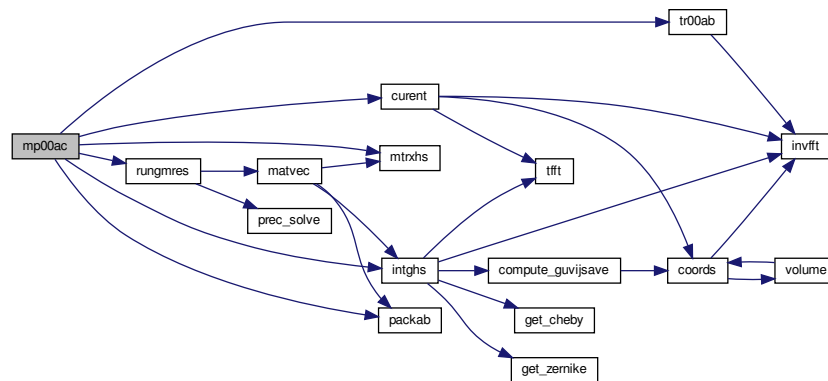 tr00ab
curent
mp00ac
mtrxhs
invfft
rungmres
matvec
tfft
prec_solve
intghs
compute_guvijsave
coords
volume
packab
get_cheby
get_zernike